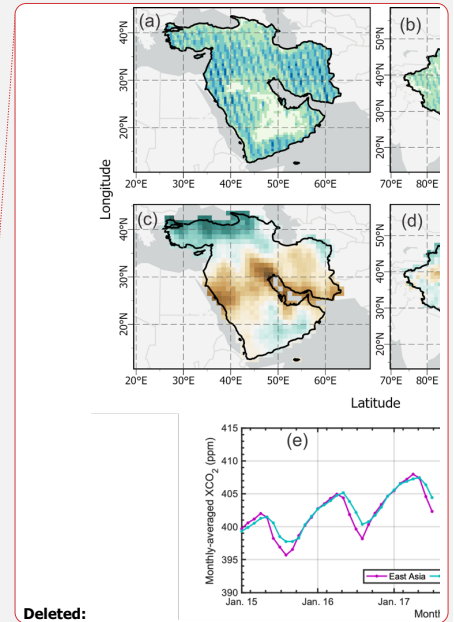 (a)
(b)
40°N
30°N
20°N
50°N
40°N
30°N
20°N
20°E 30°E 40°E 50°E 60°E 70°E 80°
Longitude
(c)
(d)
40°N
30°N
20°N
50°N
40°N
30°N
20°N
20°E 30°E 40°E 50°E 60°E 70°E 80°
Latitude
(e)
Monthly-averaged XCO2 (ppm)
415
410
405
400
395
390
East Asia
Jan. 15 Jan. 16 Jan. 17
Month
Deleted: